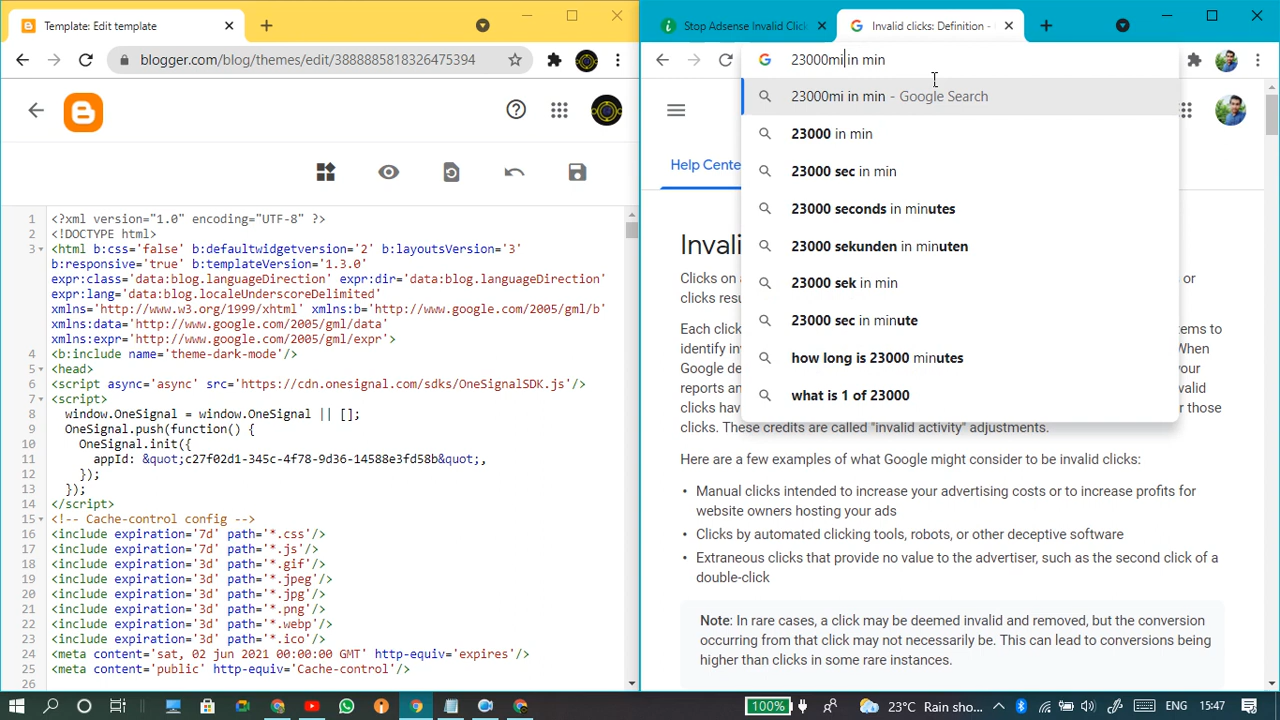 Template: Edit template
blogger.com/blog/themes/edit/3888885818326475394
1 <?xml version="1.0" encoding="UTF-8" ?>
2 <!DOCTYPE html>
3 <html b:css='false' b:defaultwidgetversion='2' b:layoutsVersion='3'
b:responsive='true' b:templateVersion='1.3.0'
expr:class='data:blog.languageDirection' expr:dir='data:blog.languageDirection'
expr:lang='data:blog.localeUnderscoreDelimited'
xmlns='http://www.w3.org/1999/xhtml' xmlns:b='http://www.google.com/2005/gml/b'
xmlns:data='http://www.google.com/2005/gml/data'
xmlns:expr='http://www.google.com/2005/gml/expr'>
4 <b:include name='theme-dark-mode'/>
5 <head>
6 <script async='async' src='https://cdn.onesignal.com/sdks/OneSignalSDK.js'/>
7 <script>
8 window.OneSignal = window.OneSignal || [];
9 OneSignal.push(function() {
10 OneSignal.init({
11 appId: &quot;c27f02d1-345c-4f78-9d36-14588e3fd58b&quot;,
12 });
13 });
14 </script>
15 <!-- Cache-control config -->
16 <include expiration='7d' path='*.css'/>
17 <include expiration='7d' path='*.js'/>
18 <include expiration='3d' path='*.gif'/>
19 <include expiration='3d' path='*.jpeg'/>
20 <include expiration='3d' path='*.jpg'/>
21 <include expiration='3d' path='*.png'/>
22 <include expiration='3d' path='*.webp'/>
23 <include expiration='3d' path='*.ico'/>
24 <meta content='sat, 02 jun 2021 00:00:00 GMT' http-equiv='expires'/>
25 <meta content='public' http-equiv='Cache-control'/>
26
Stop Adsense Invalid Click
Invalid clicks: Definition -
23000mi in min
23000mi in min - Google Search
23000 in min
23000 sec in min
23000 seconds in minutes
23000 sekunden in minuten
23000 sek in min
23000 sec in minute
how long is 23000 minutes
what is 1 of 23000
Help Cente
Invali
Clicks on a or
clicks resu
Each click ems to
identify in When
Google de your
reports an valid
clicks hav r those
clicks. These credits are called "invalid activity" adjustments.
Here are a few examples of what Google might consider to be invalid clicks:
• Manual clicks intended to increase your advertising costs or to increase profits for
website owners hosting your ads
• Clicks by automated clicking tools, robots, or other deceptive software
• Extraneous clicks that provide no value to the advertiser, such as the second click of a
double-click
Note: In rare cases, a click may be deemed invalid and removed, but the conversion
occurring from that click may not necessarily be. This can lead to conversions being
higher than clicks in some rare instances.
100% 23°C Rain sho... ENG 15:47